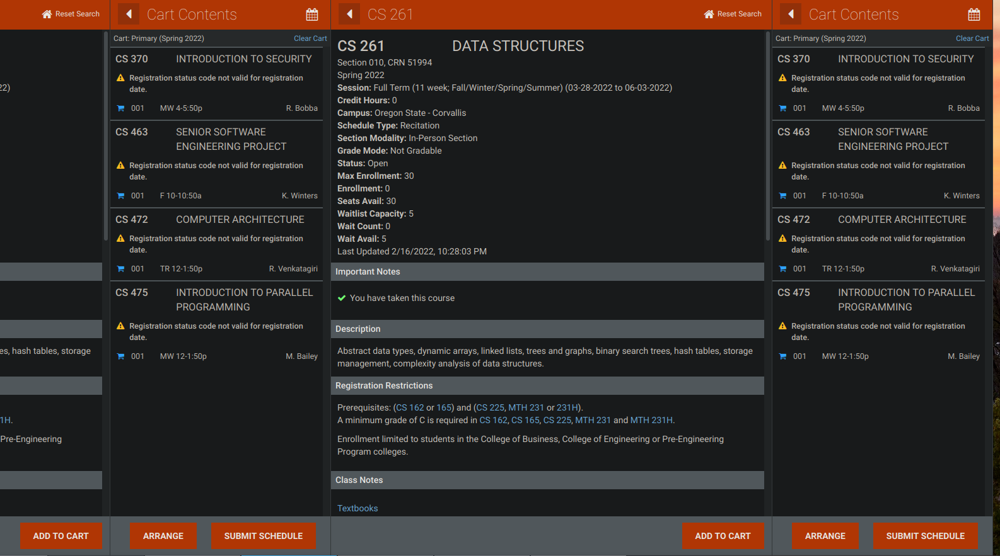 Reset Search
22)
es, hash tables, storage
1H.
Pre-Engineering
ADD TO CART
Cart Contents
Cart: Primary (Spring 2022) Clear Cart
CS 370 INTRODUCTION TO SECURITY
Registration status code not valid for registration
date.
001 MW 4-5:50p R. Bobba
CS 463 SENIOR SOFTWARE
ENGINEERING PROJECT
Registration status code not valid for registration
date.
001 F 10-10:50a K. Winters
CS 472 COMPUTER ARCHITECTURE
Registration status code not valid for registration
date.
001 TR 12-1:50p R. Venkatagiri
CS 475 INTRODUCTION TO PARALLEL
PROGRAMMING
Registration status code not valid for registration
date.
001 MW 12-1:50p M. Bailey
ARRANGE SUBMIT SCHEDULE
CS 261 Reset Search
CS 261 DATA STRUCTURES
Section 010, CRN 51994
Spring 2022
Session: Full Term (11 week; Fall/Winter/Spring/Summer) (03-28-2022 to 06-03-2022)
Credit Hours: 0
Campus: Oregon State - Corvallis
Schedule Type: Recitation
Section Modality: In-Person Section
Grade Mode: Not Gradable
Status: Open
Max Enrollment: 30
Enrollment: 0
Seats Avail: 30
Waitlist Capacity: 5
Wait Count: 0
Wait Avail: 5
Last Updated 2/16/2022, 10:28:03 PM
Important Notes
You have taken this course
Description
Abstract data types, dynamic arrays, linked lists, trees and graphs, binary search trees, hash tables, storage
management, complexity analysis of data structures.
Registration Restrictions
Prerequisites: (CS 162 or 165) and (CS 225, MTH 231 or 231H).
A minimum grade of C is required in CS 162, CS 165, CS 225, MTH 231 and MTH 231H.
Enrollment limited to students in the College of Business, College of Engineering or Pre-Engineering
Program colleges.
Class Notes
Textbooks
ADD TO CART
Cart Contents
Cart: Primary (Spring 2022) Clear Cart
CS 370 INTRODUCTION TO SECURITY
Registration status code not valid for registration
date.
001 MW 4-5:50p R. Bobba
CS 463 SENIOR SOFTWARE
ENGINEERING PROJECT
Registration status code not valid for registration
date.
001 F 10-10:50a K. Winters
CS 472 COMPUTER ARCHITECTURE
Registration status code not valid for registration
date.
001 TR 12-1:50p R. Venkatagiri
CS 475 INTRODUCTION TO PARALLEL
PROGRAMMING
Registration status code not valid for registration
date.
001 MW 12-1:50p M. Bailey
ARRANGE SUBMIT SCHEDULE